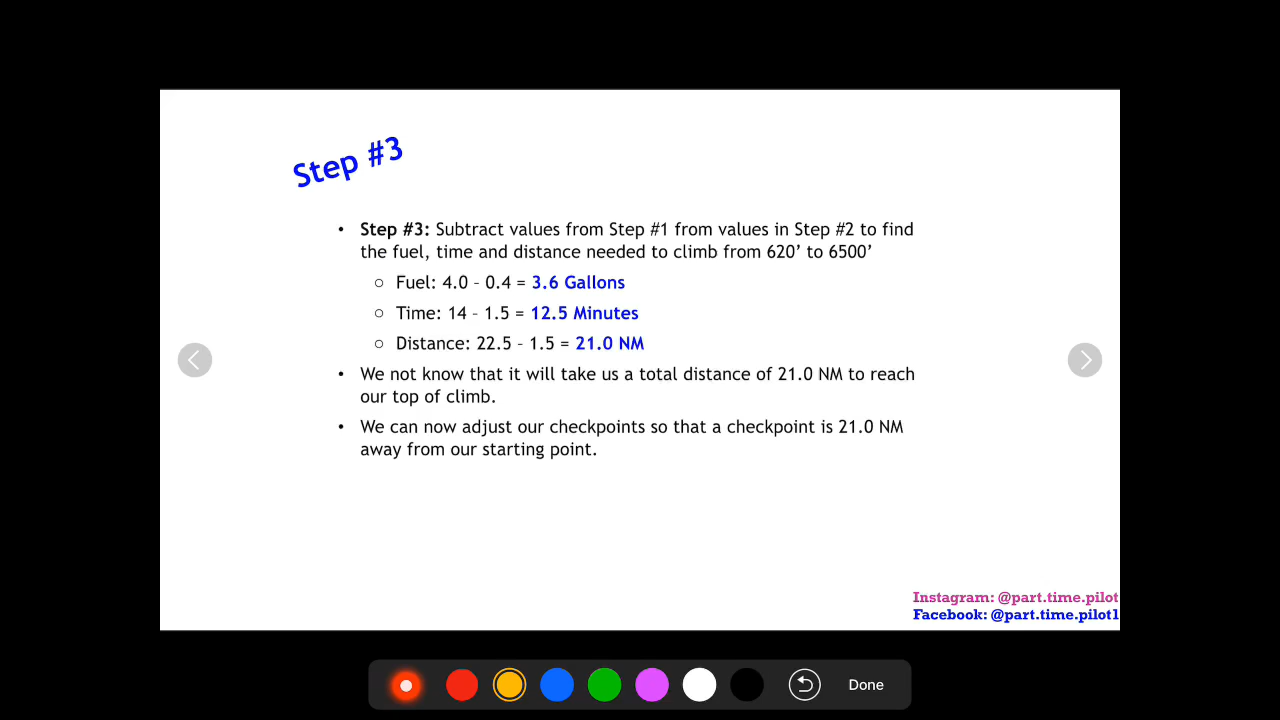 Step #3
• Step #3: Subtract values from Step #1 from values in Step #2 to find
the fuel, time and distance needed to climb from 620’ to 6500’
○ Fuel: 4.0 – 0.4 = 3.6 Gallons
○ Time: 14 – 1.5 = 12.5 Minutes
○ Distance: 22.5 – 1.5 = 21.0 NM
• We not know that it will take us a total distance of 21.0 NM to reach
our top of climb.
• We can now adjust our checkpoints so that a checkpoint is 21.0 NM
away from our starting point.
Instagram: @part.time.pilot
Facebook: @part.time.pilot1
Done